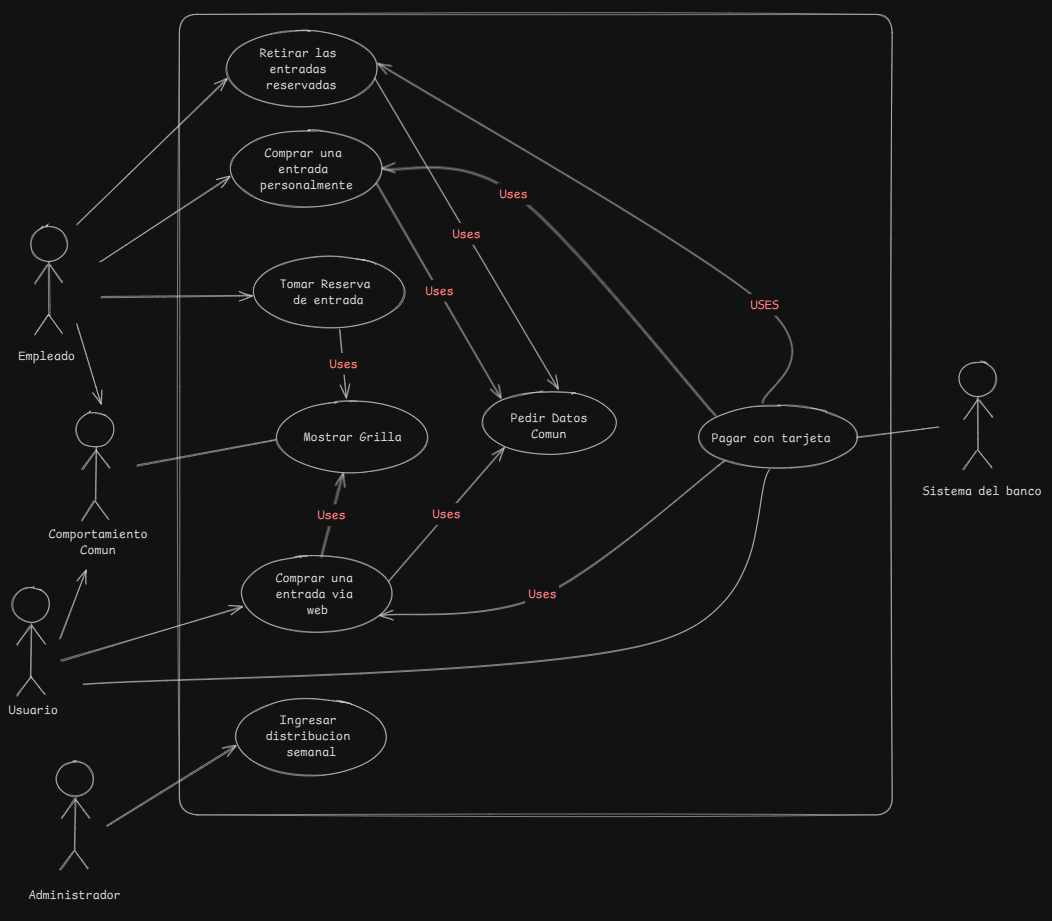 Retirar las
entradas
reservadas
Comprar una
entrada
personalmente
Uses
Uses
Uses
Tomar Reserva
de entrada
USES
Empleado
Uses
Mostrar Grilla
Pedir Datos
Comun
Pagar con tarjeta
Sistema del banco
Comportamiento
Comun
Uses
Uses
Comprar una
entrada via
web
Uses
Usuario
Ingresar
distribucion
semanal
Administrador